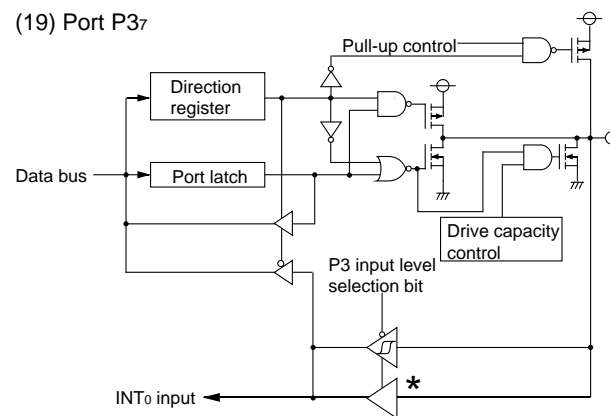 (19) Port P3₇
Pull-up control
Direction
register
Data bus
Port latch
Drive capacity
control
P3 input level
selection bit
*
INT₀ input